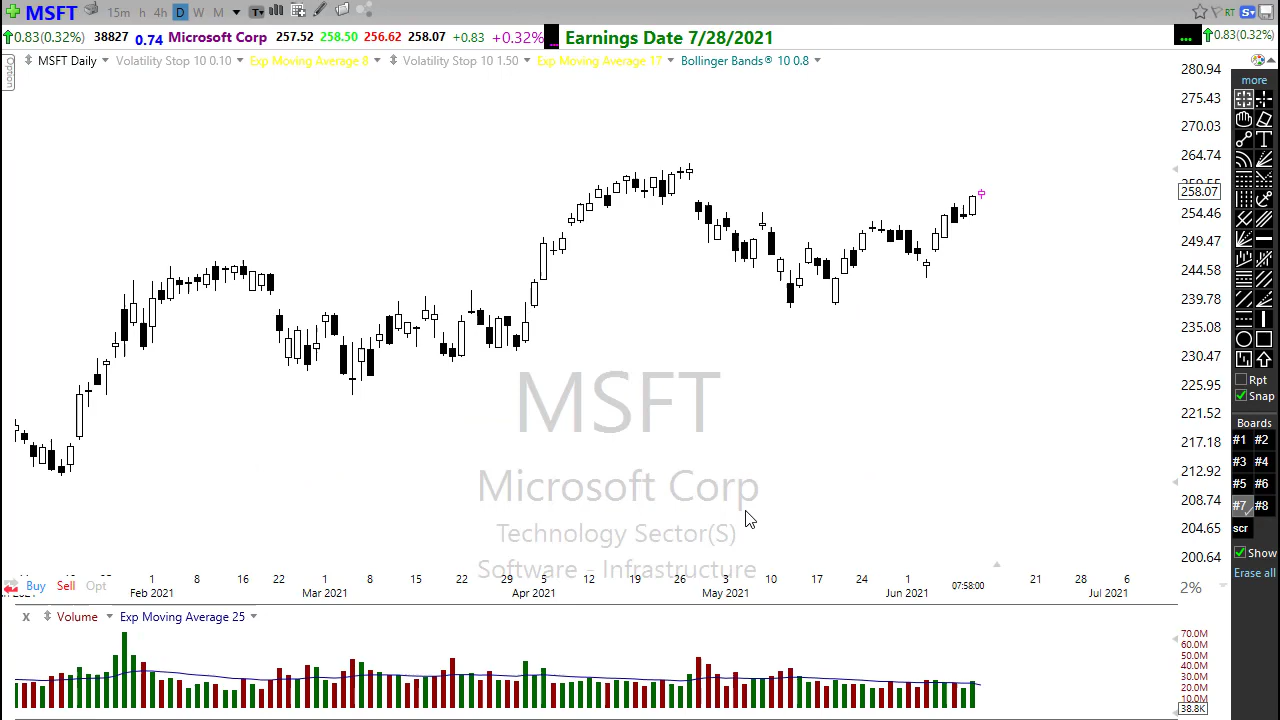 MSFT 15m h 4h D W M T RT S
0.83(0.32%) 38827 0.74 Microsoft Corp 257.52 258.50 256.62 258.07 +0.83 +0.32% ... Earnings Date 7/28/2021 ... 0.83(0.32%)
Option
MSFT Daily Volatility Stop 10 0.10 Exp Moving Average 8 Volatility Stop 10 1.50 Exp Moving Average 17 Bollinger Bands® 10 0.8
280.94
275.43
270.03
264.74
258.07
254.46
249.47
244.58
239.78
235.08
230.47
225.95
221.52
217.18
212.92
208.74
204.65
200.64
2%
more
T
Rpt
Snap
Boards
#1 #2
#3 #4
#5 #6
#7 #8
scr
Show
Erase all
MSFT
Microsoft Corp
Technology Sector(S)
Software - Infrastructure
Buy Sell Opt
1 8 16 22 1 8 15 22 29 5 12 19 26 3 10 17 24 1 07:58:00 21 28 6
Feb 2021 Mar 2021 Apr 2021 May 2021 Jun 2021 Jul 2021
x Volume Exp Moving Average 25
70.0M
60.0M
50.0M
40.0M
30.0M
20.0M
10.0M
38.8K